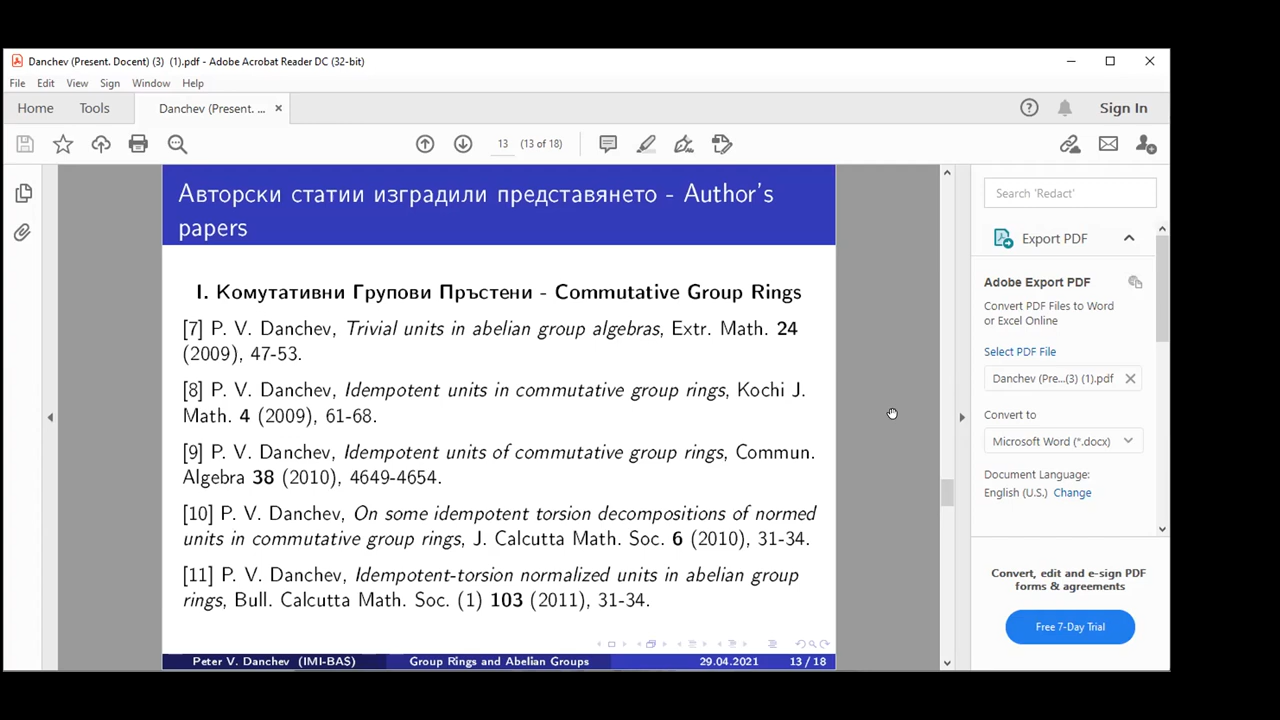 Danchev (Present. Docent) (3) (1).pdf - Adobe Acrobat Reader DC (32-bit)
File Edit View Sign Window Help
Home Tools Danchev (Present. ... × Sign In
13 (13 of 18)
Авторски статии изградили представянето - Author's
papers
I. Комутативни Групови Пръстени - Commutative Group Rings
[7] P. V. Danchev, Trivial units in abelian group algebras, Extr. Math. 24
(2009), 47-53.
[8] P. V. Danchev, Idempotent units in commutative group rings, Kochi J.
Math. 4 (2009), 61-68.
[9] P. V. Danchev, Idempotent units of commutative group rings, Commun.
Algebra 38 (2010), 4649-4654.
[10] P. V. Danchev, On some idempotent torsion decompositions of normed
units in commutative group rings, J. Calcutta Math. Soc. 6 (2010), 31-34.
[11] P. V. Danchev, Idempotent-torsion normalized units in abelian group
rings, Bull. Calcutta Math. Soc. (1) 103 (2011), 31-34.
Peter V. Danchev (IMI-BAS) Group Rings and Abelian Groups 29.04.2021 13 / 18
Search 'Redact'
Export PDF
Adobe Export PDF
Convert PDF Files to Word
or Excel Online
Select PDF File
Danchev (Pre...(3) (1).pdf ×
Convert to
Microsoft Word (*.docx)
Document Language:
English (U.S.) Change
Convert, edit and e-sign PDF
forms & agreements
Free 7-Day Trial